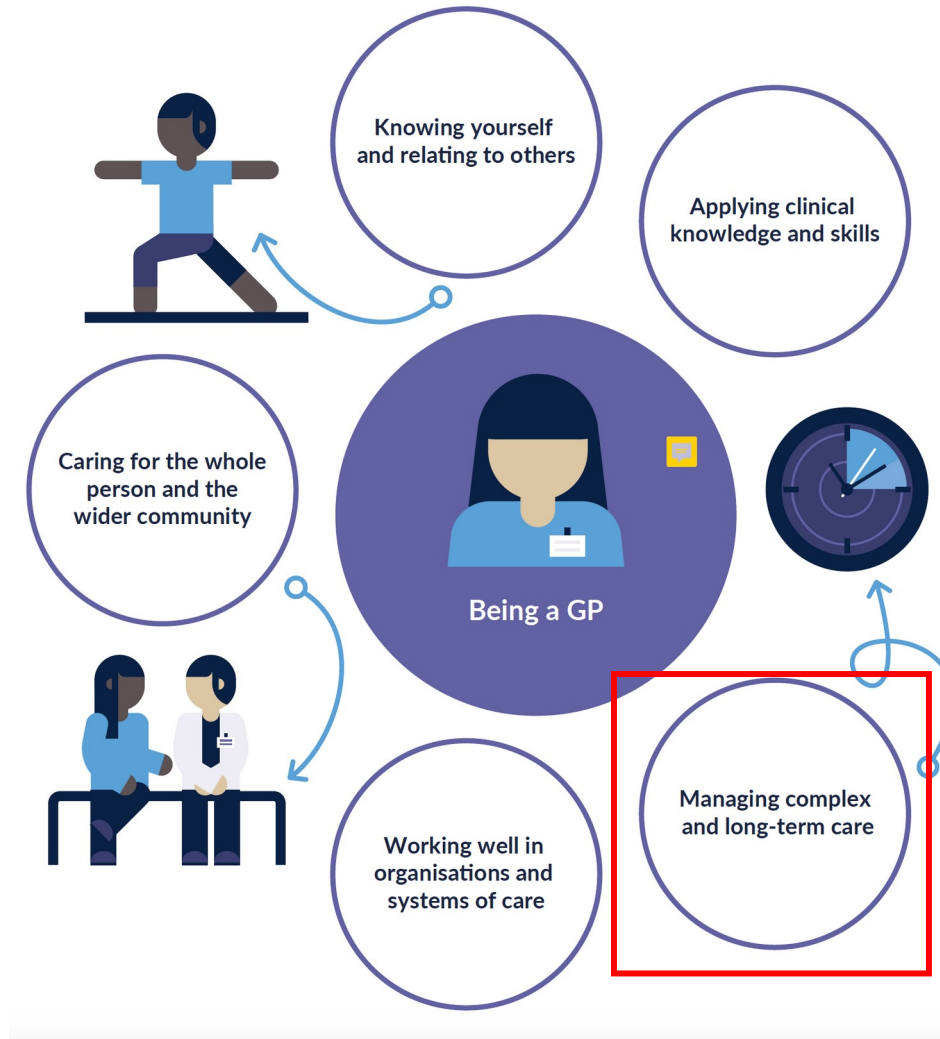 Knowing yourself
and relating to others
Applying clinical
knowledge and skills
Caring for the whole
person and the
wider community
Being a GP
Managing complex
and long-term care
Working well in
organisations and
systems of care